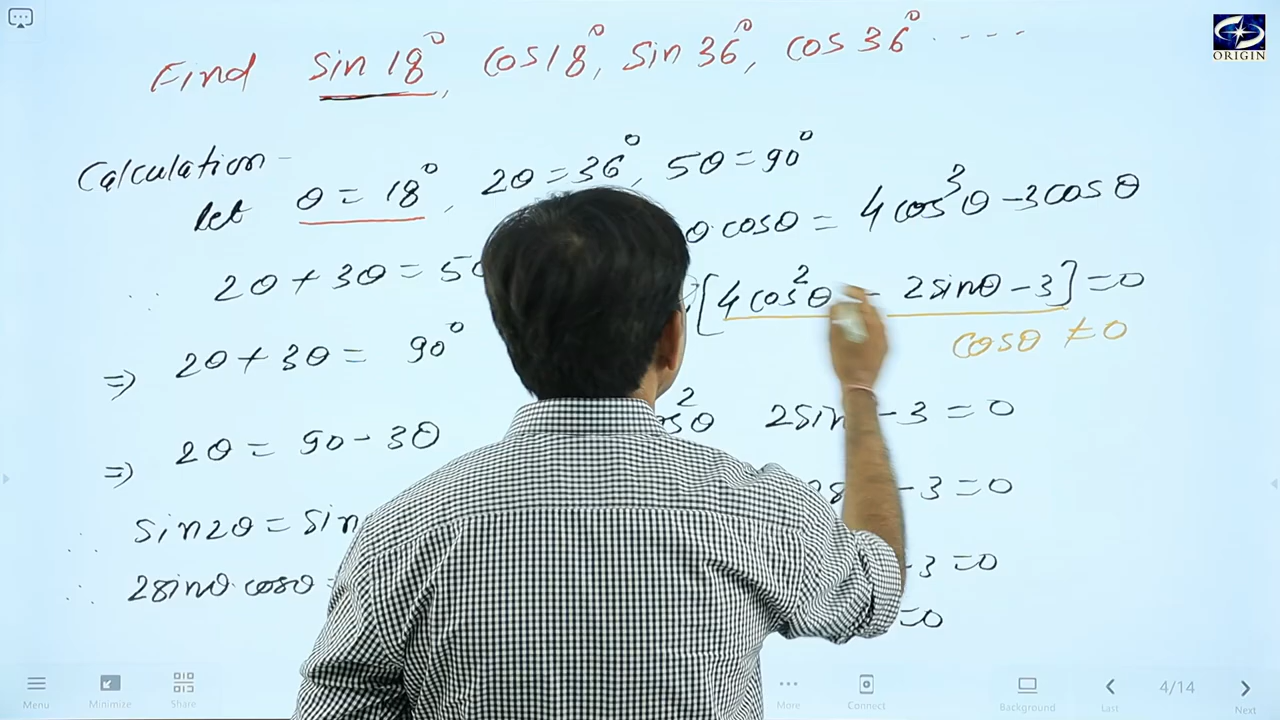 ORIGIN
Find sin 18°, cos 18°, sin 36°, cos 36° ....
Calculation -
let θ = 18°, 2θ = 36°, 5θ = 90°
∴ 2θ + 3θ = 5
⇒ 2θ + 3θ = 90°
⇒ 2θ = 90 - 3θ
∴ sin2θ = sin
∴ 2sinθ·cosθ =
θ·cosθ = 4cos³θ - 3cosθ
[4cos²θ - 2sinθ - 3] = 0
cosθ ≠ 0
cos²θ 2sin - 3 = 0
- 3 = 0
- 3 = 0
= 0
Menu
Minimize
Share
More
Connect
Background
Last
4/14
Next